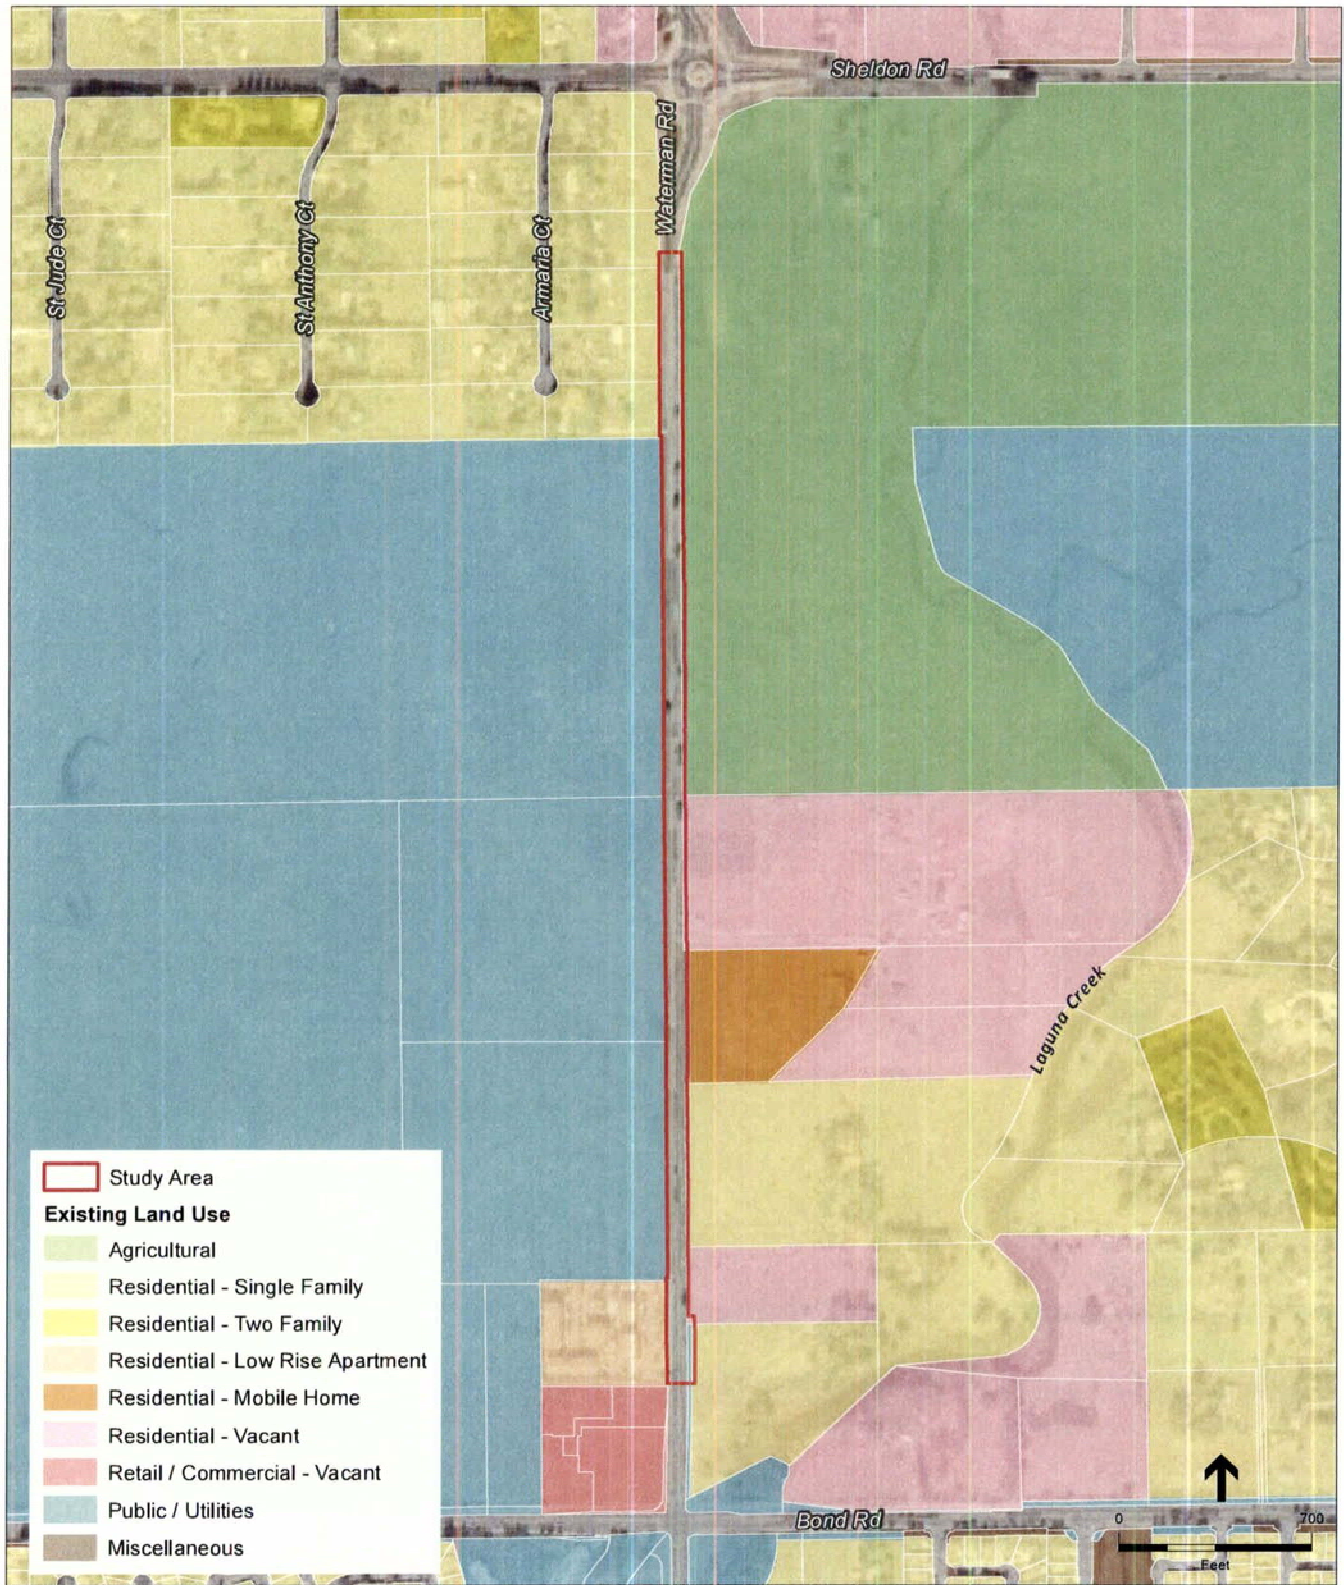 Sheldon Rd
Waterman Rd
St Jude Ct
St Anthony Ct
Armaria Ct
Laguna Creek
Study Area
Existing Land Use
Agricultural
Residential - Single Family
Residential - Two Family
Residential - Low Rise Apartment
Residential - Mobile Home
Residential - Vacant
Retail / Commercial - Vacant
Public / Utilities
Miscellaneous
Bond Rd
0 700
Feet